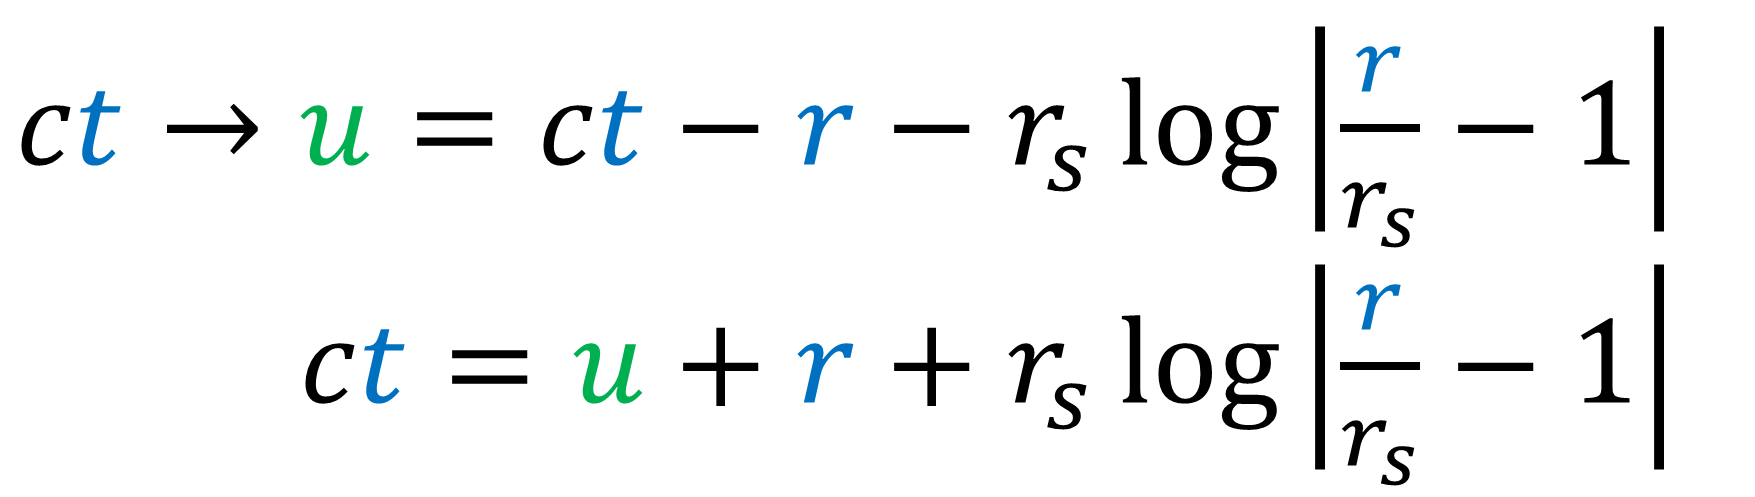 ct → u = ct − r − r_s log |r/r_s − 1|
ct = u + r + r_s log |r/r_s − 1|